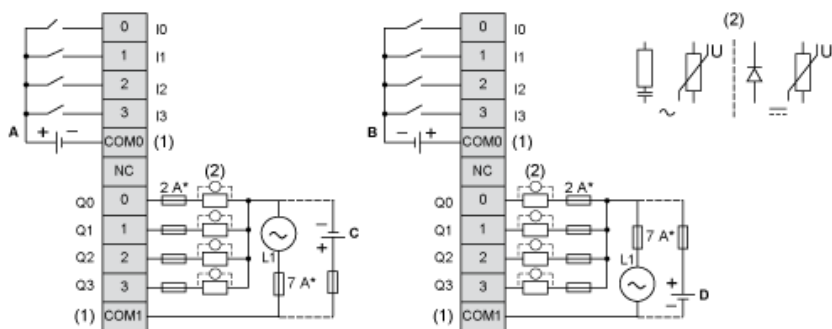 0 I0
1 I1
2 I2
3 I3
A + − COM0 (1)
NC
(2)
2 A*
Q0 0
Q1 1
Q2 2
Q3 3
~
L1
7 A*
−
+
C
(1) COM1
0 I0
1 I1
2 I2
3 I3
B − + COM0 (1)
NC
(2)
2 A*
Q0 0
Q1 1
Q2 2
Q3 3
7 A*
L1
~
+
−
D
(1) COM1
(2)
U
U
~